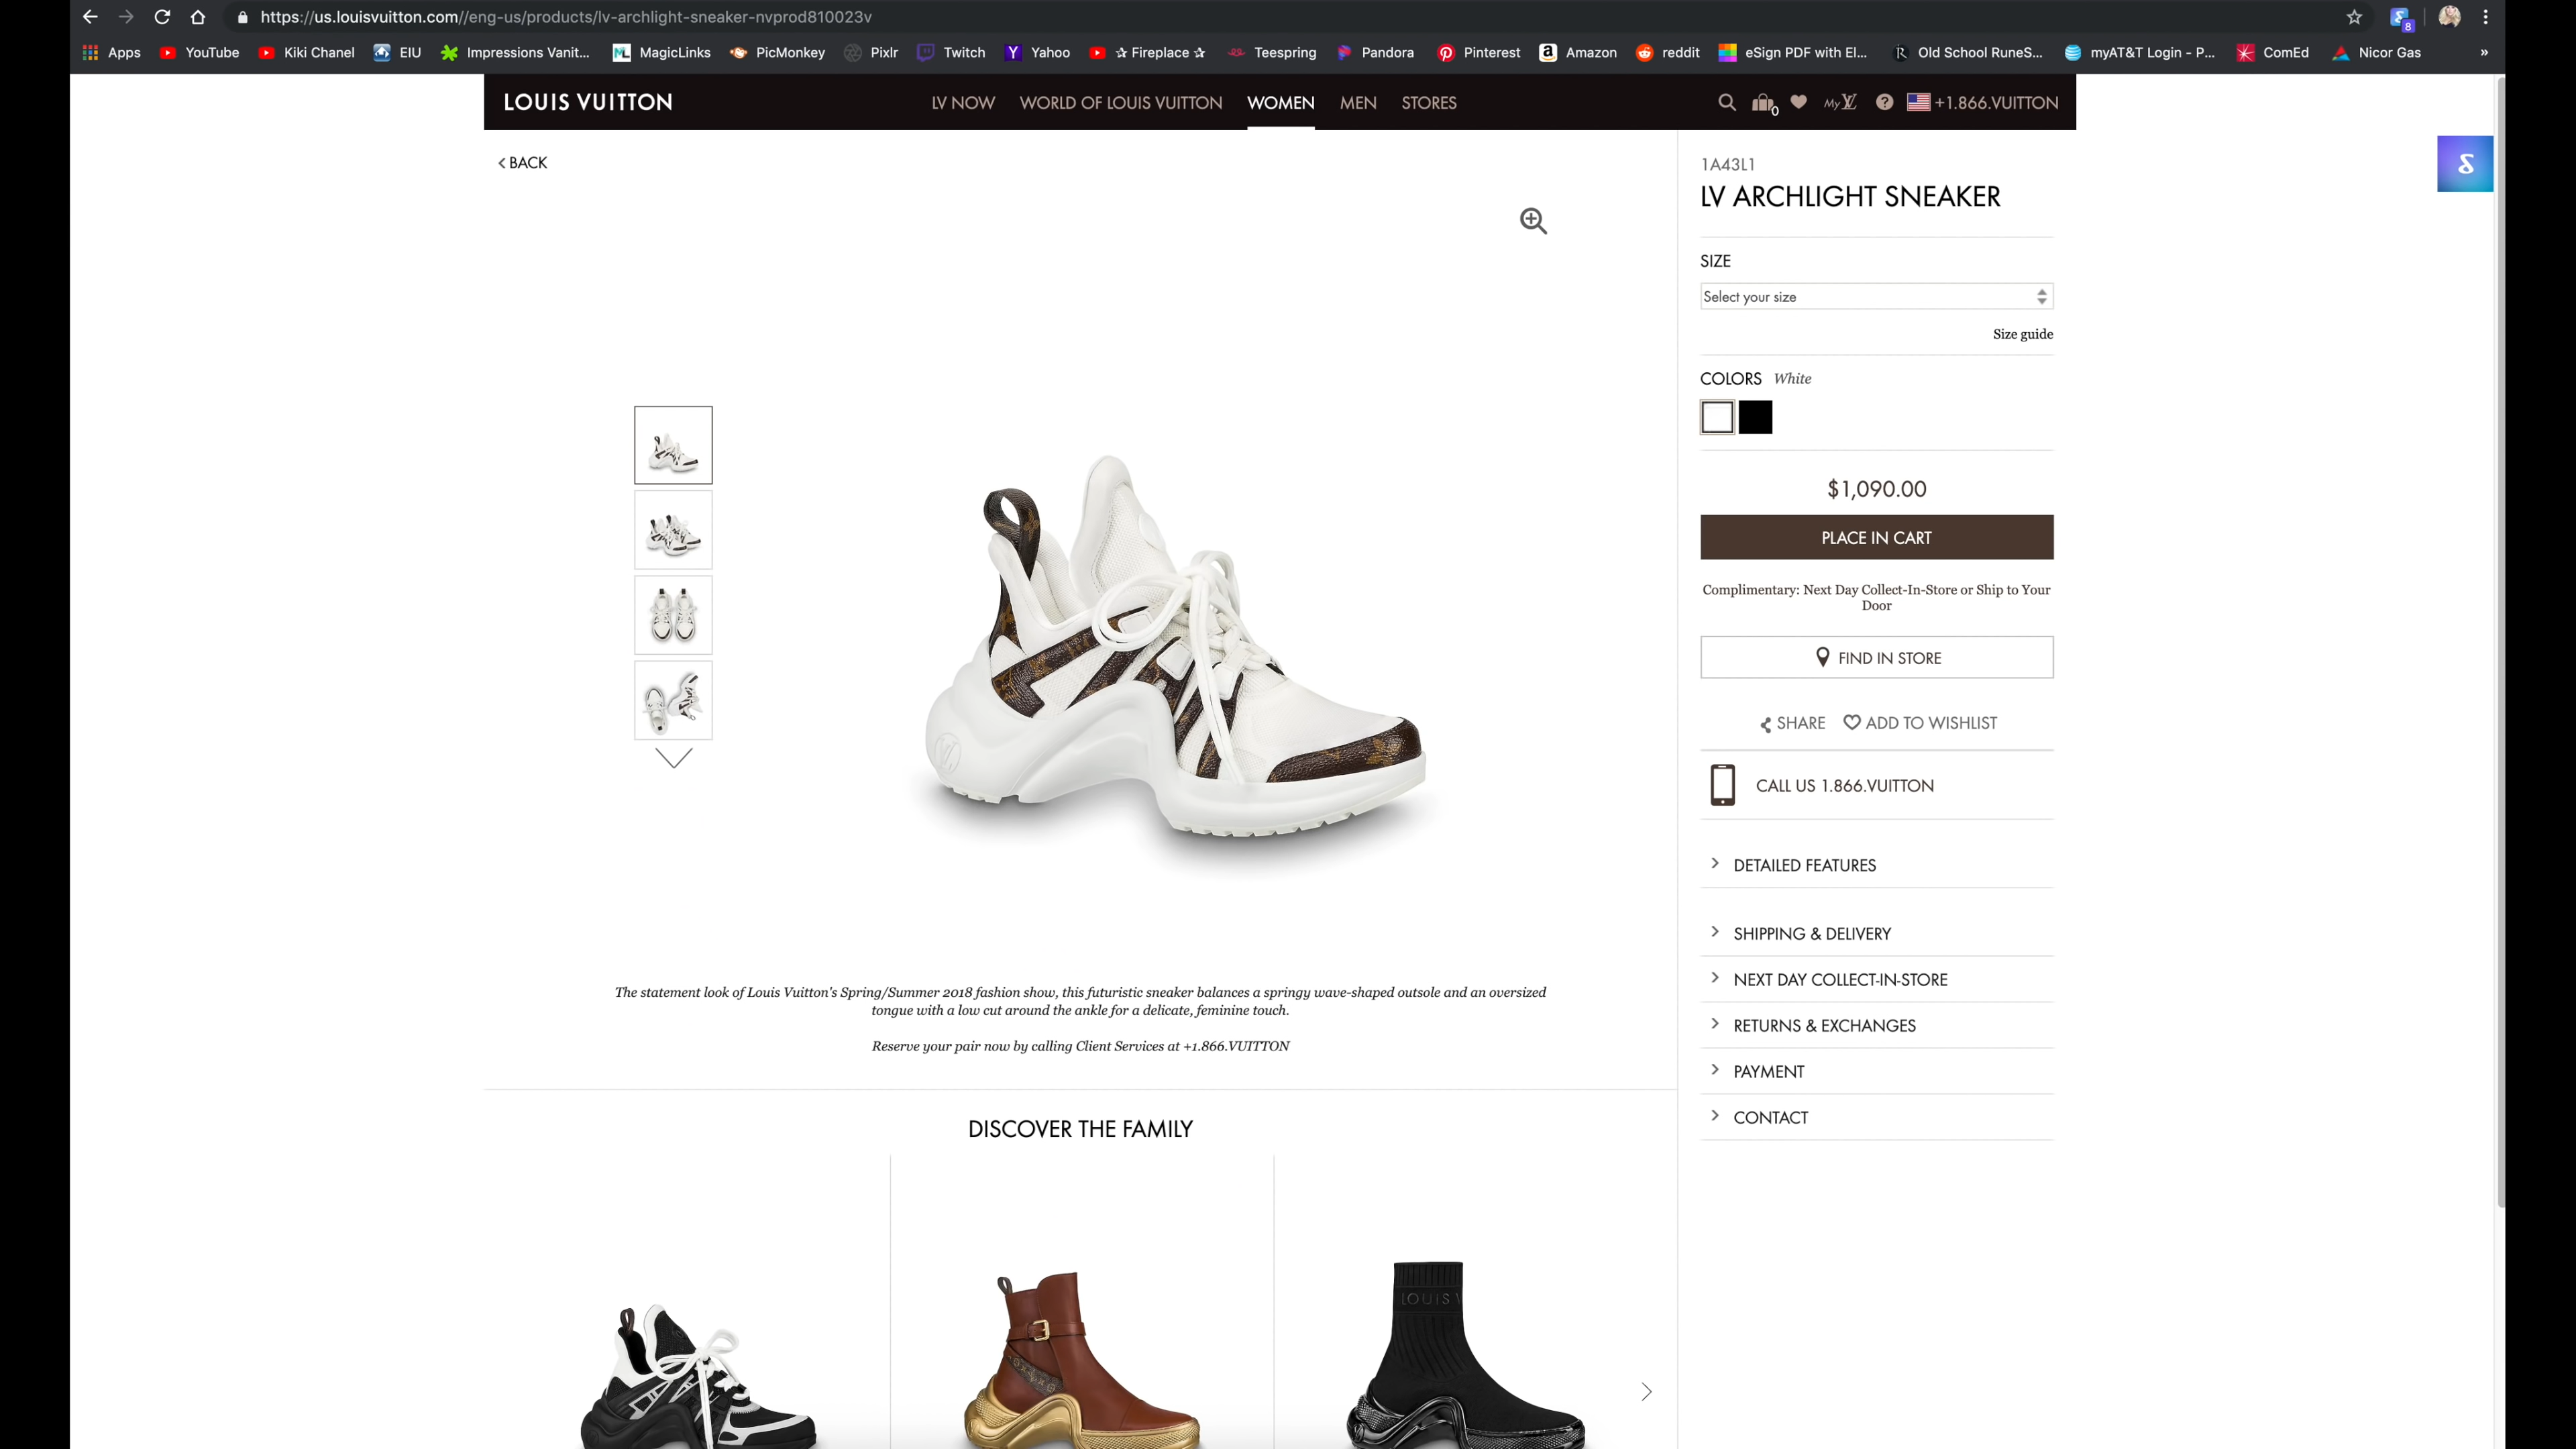 https://us.louisvuitton.com//eng-us/products/lv-archlight-sneaker-nvprod810023v
8
Apps YouTube Kiki Chanel EIU Impressions Vanit... MagicLinks PicMonkey Pixlr Twitch Yahoo ☆ Fireplace ☆ Teespring Pandora Pinterest Amazon reddit eSign PDF with El... Old School RuneS... myAT&T Login - P... ComEd Nicor Gas »
LOUIS VUITTON LV NOW WORLD OF LOUIS VUITTON WOMEN MEN STORES 0 My LV ? +1.866.VUITTON
BACK
1A43L1
LV ARCHLIGHT SNEAKER
SIZE
Select your size
Size guide
COLORS White
$1,090.00
PLACE IN CART
Complimentary: Next Day Collect-In-Store or Ship to Your
Door
FIND IN STORE
SHARE ADD TO WISHLIST
CALL US 1.866.VUITTON
DETAILED FEATURES
SHIPPING & DELIVERY
NEXT DAY COLLECT-IN-STORE
RETURNS & EXCHANGES
PAYMENT
CONTACT
The statement look of Louis Vuitton's Spring/Summer 2018 fashion show, this futuristic sneaker balances a springy wave-shaped outsole and an oversized
tongue with a low cut around the ankle for a delicate, feminine touch.
Reserve your pair now by calling Client Services at +1.866.VUITTON
DISCOVER THE FAMILY
LOUIS V